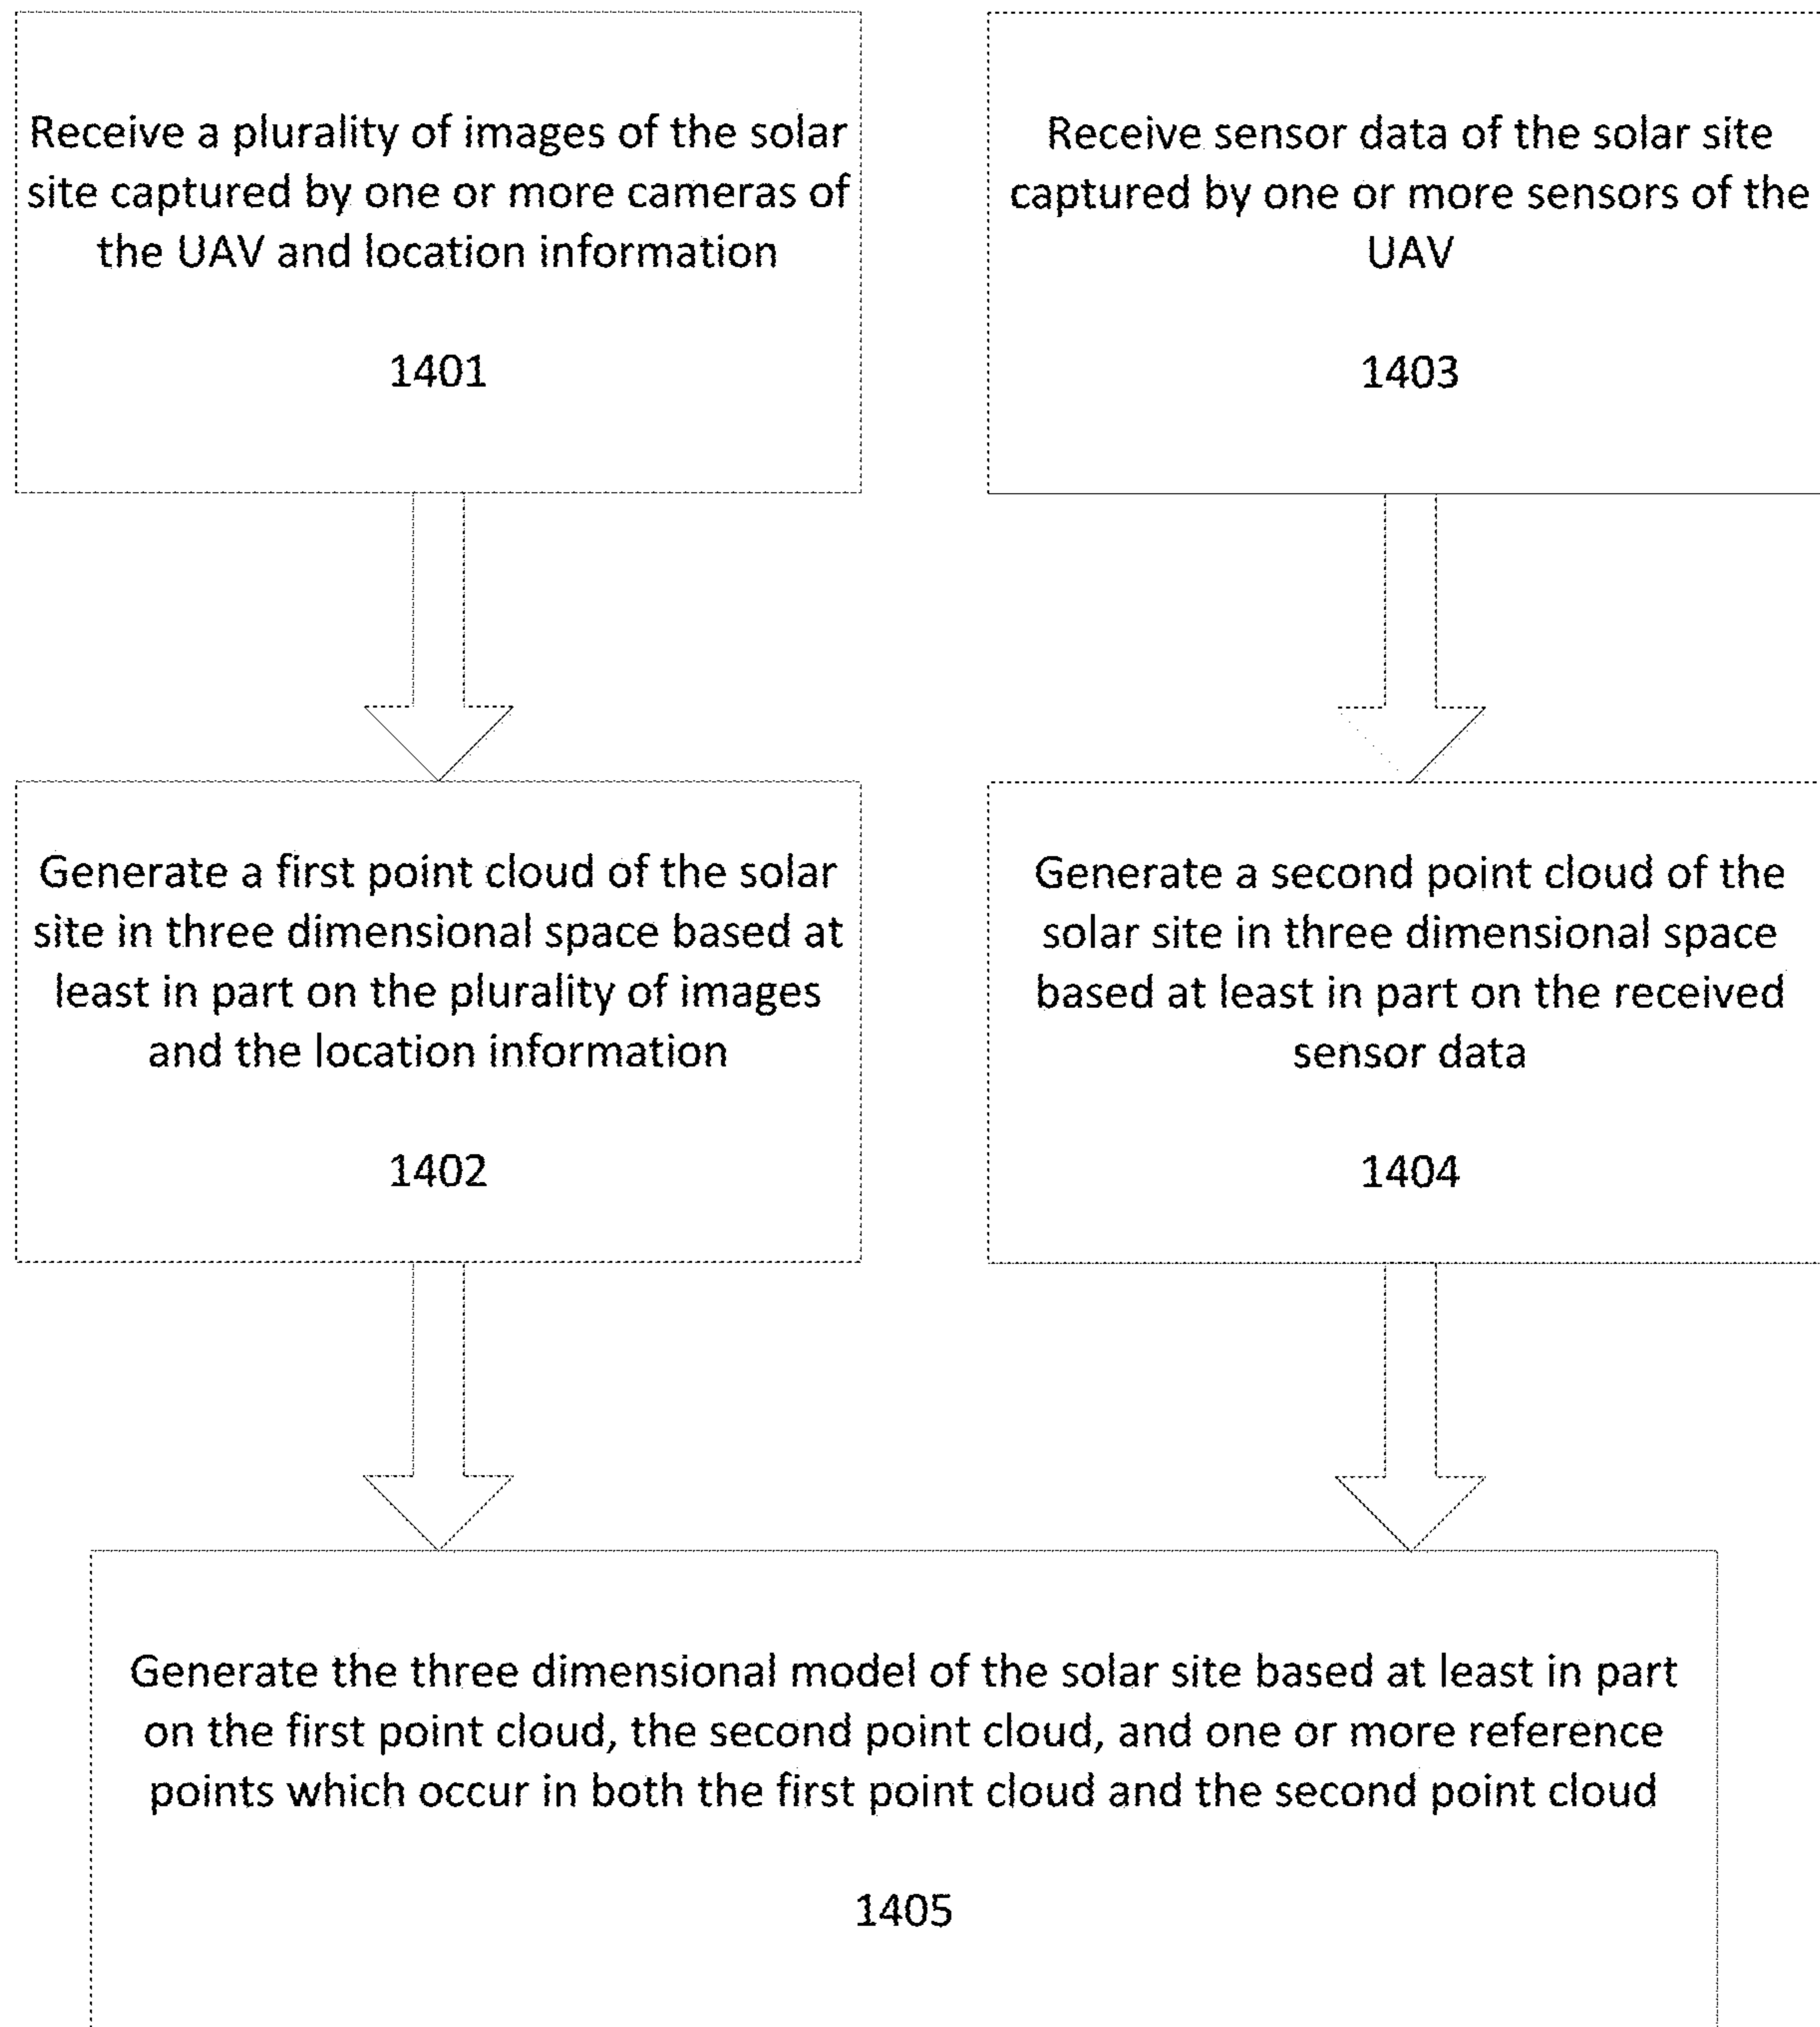 Receive a plurality of images of the solar
site captured by one or more cameras of
the UAV and location information
1401
Receive sensor data of the solar site
captured by one or more sensors of the
UAV
1403
Generate a first point cloud of the solar
site in three dimensional space based at
least in part on the plurality of images
and the location information
1402
Generate a second point cloud of the
solar site in three dimensional space
based at least in part on the received
sensor data
1404
Generate the three dimensional model of the solar site based at least in part
on the first point cloud, the second point cloud, and one or more reference
points which occur in both the first point cloud and the second point cloud
1405